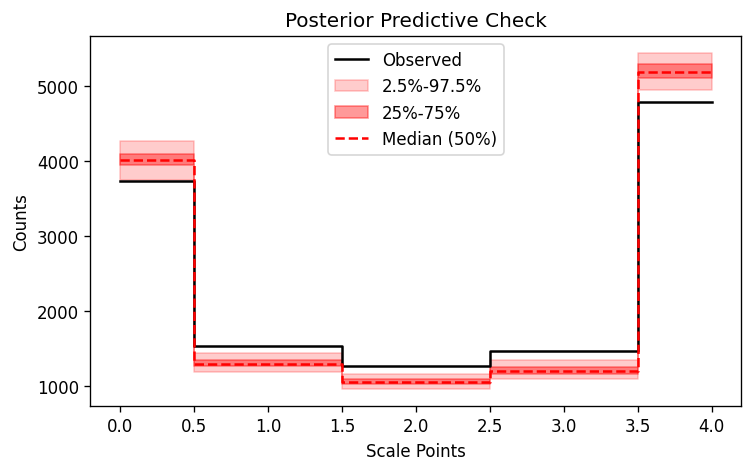 Posterior Predictive Check
Observed
2.5%-97.5%
25%-75%
Median (50%)
5000
4000
3000
2000
1000
Counts
0.0 0.5 1.0 1.5 2.0 2.5 3.0 3.5 4.0
Scale Points